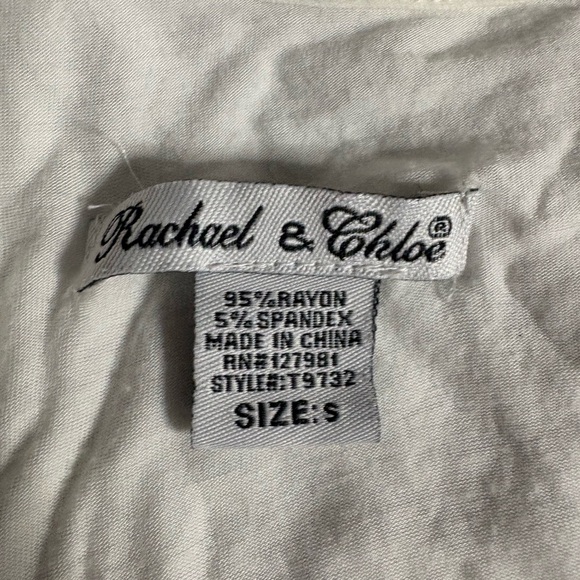 Rachael & Chloe®
95%RAYON
5%SPANDEX
MADE IN CHINA
RN#127981
STYLE#:T9732
SIZE:S